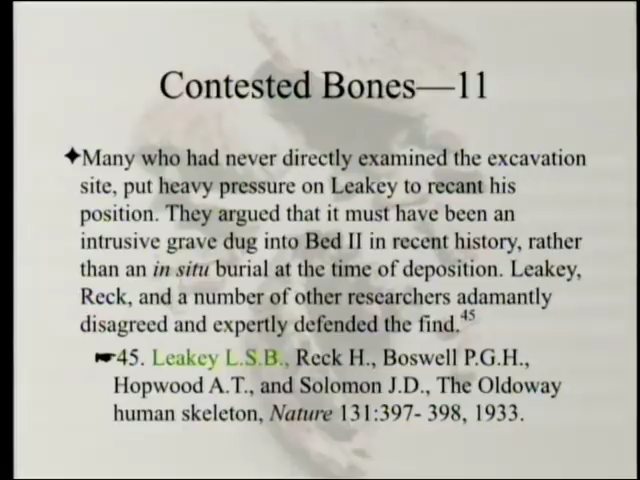 Contested Bones—11
✦Many who had never directly examined the excavation
site, put heavy pressure on Leakey to recant his
position. They argued that it must have been an
intrusive grave dug into Bed II in recent history, rather
than an in situ burial at the time of deposition. Leakey,
Reck, and a number of other researchers adamantly
disagreed and expertly defended the find.45
☛45. Leakey L.S.B., Reck H., Boswell P.G.H.,
Hopwood A.T., and Solomon J.D., The Oldoway
human skeleton, Nature 131:397- 398, 1933.